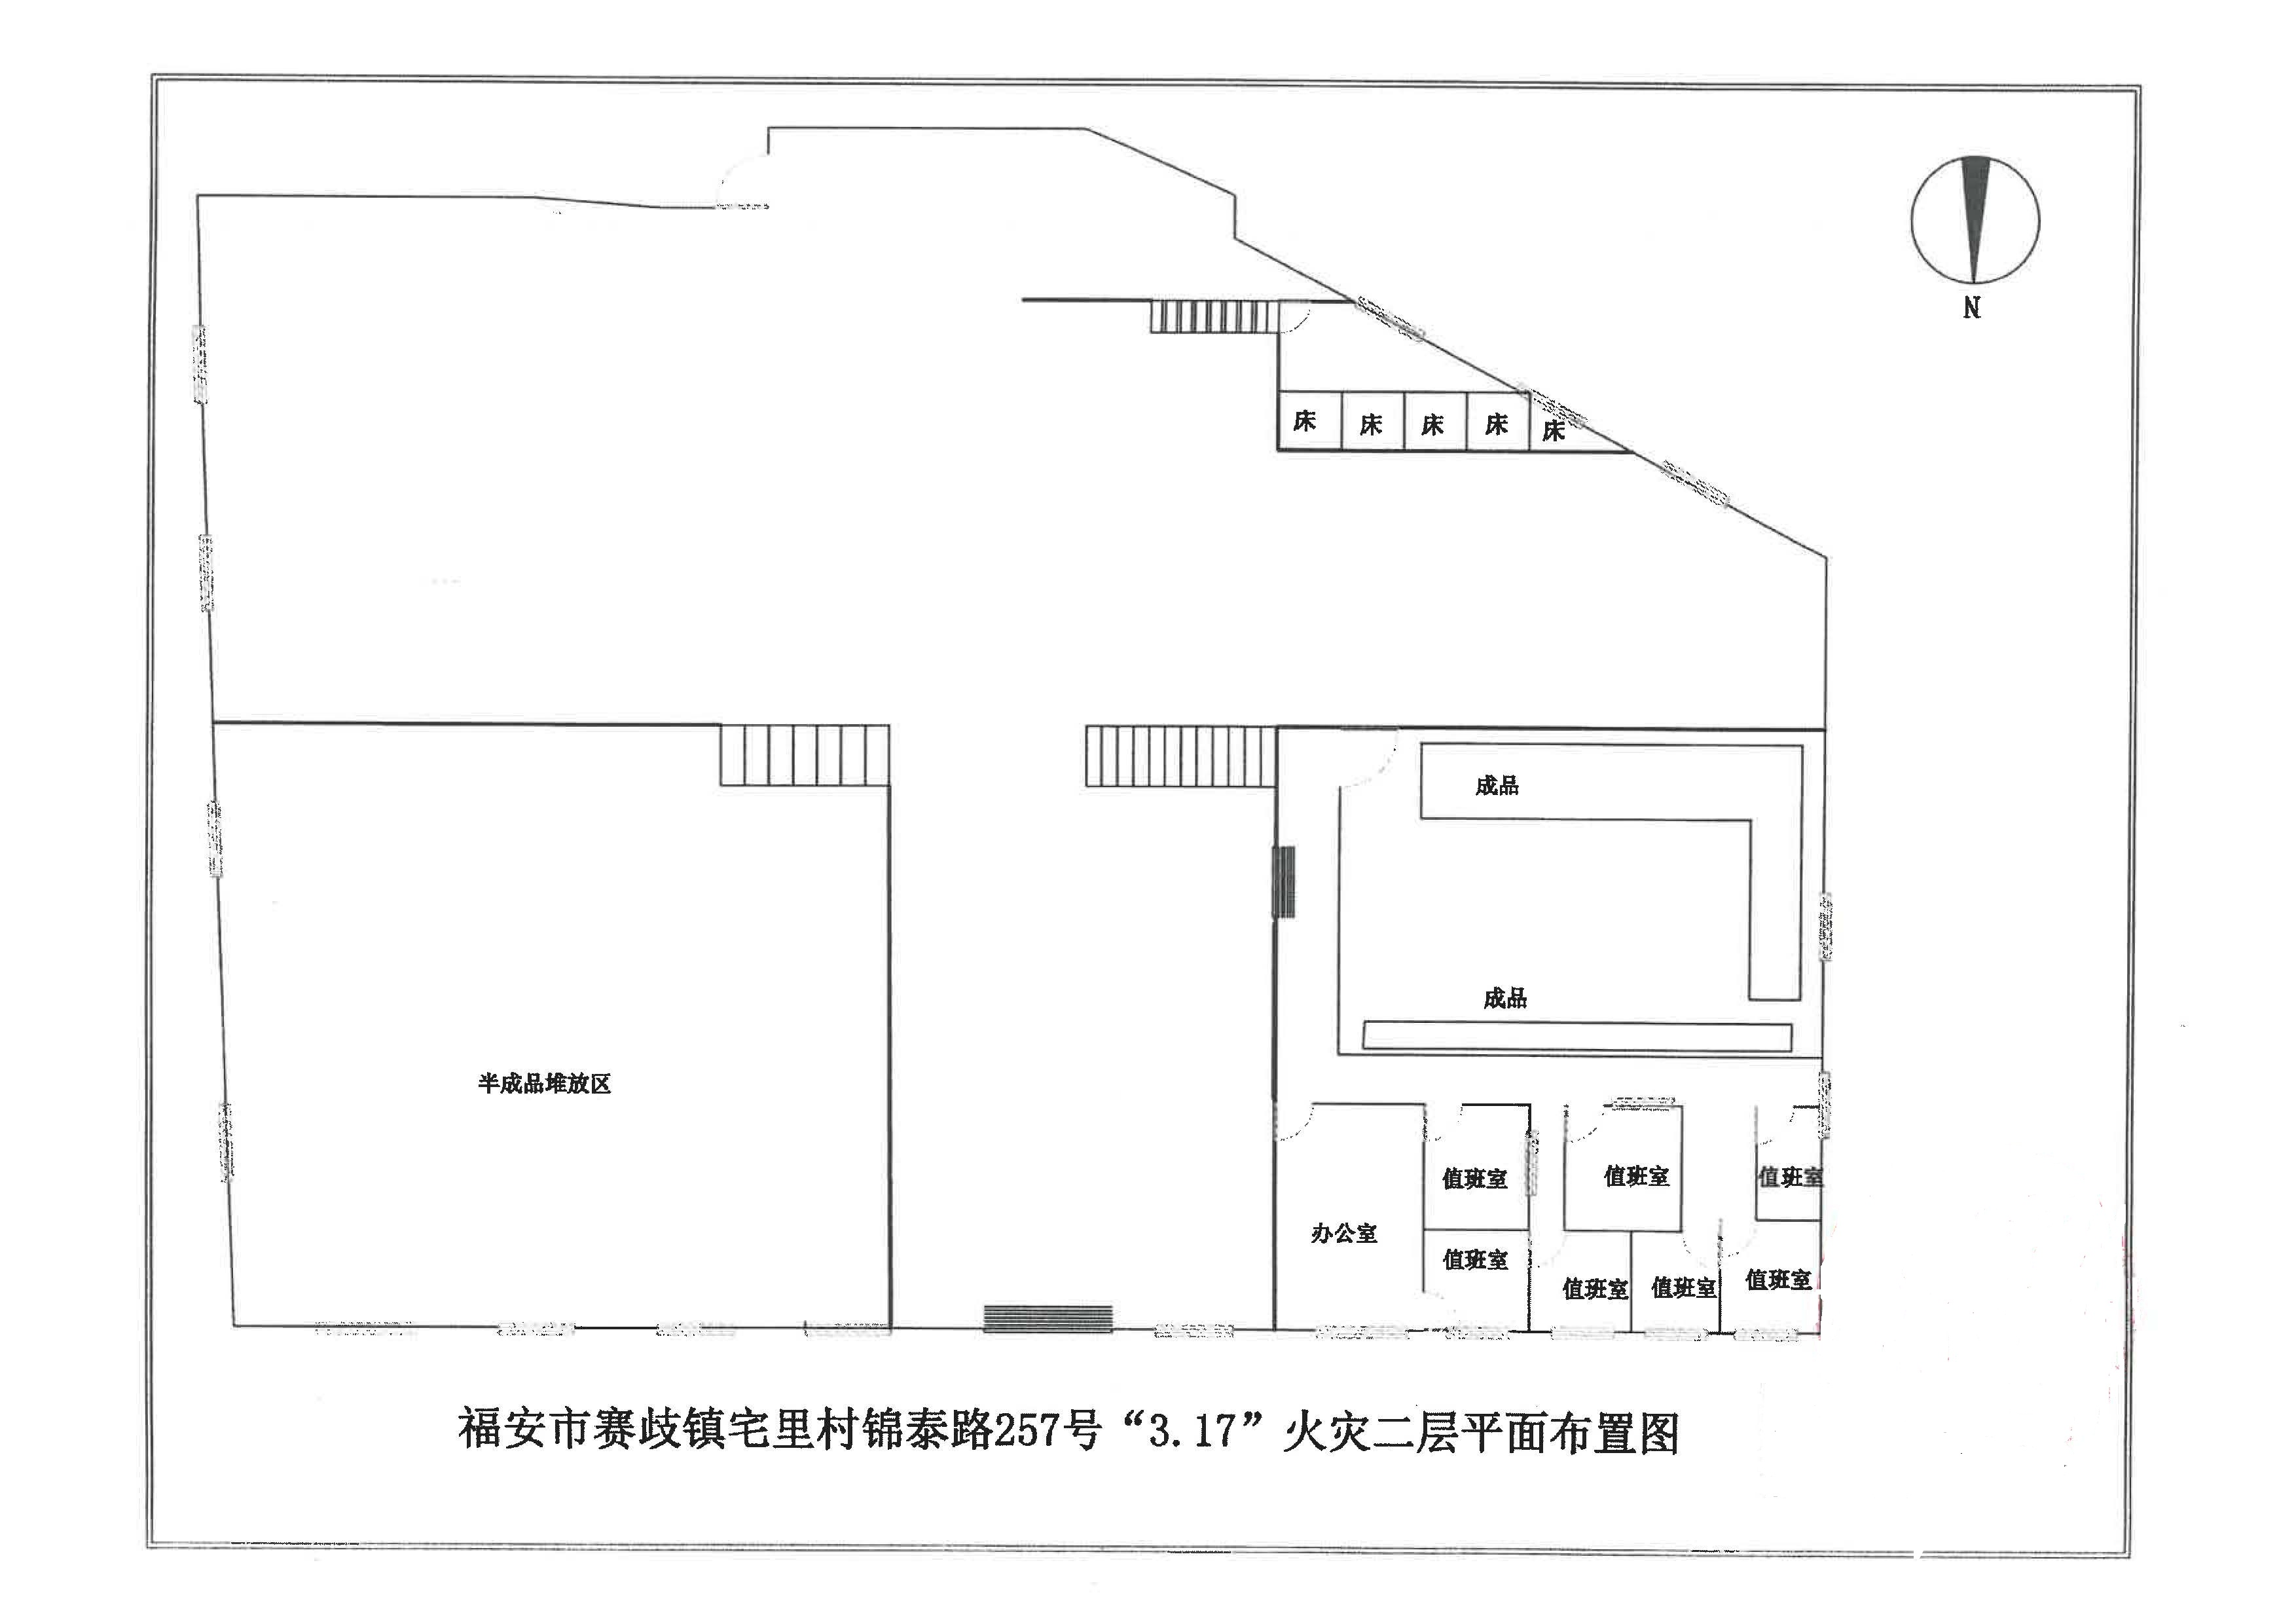 N
床 床 床 床 床
成品
成品
半成品堆放区
值班室 值班室 值班室
办公室
值班室
值班室 值班室 值班室
福安市赛歧镇宅里村锦泰路257号“3.17”火灾二层平面布置图